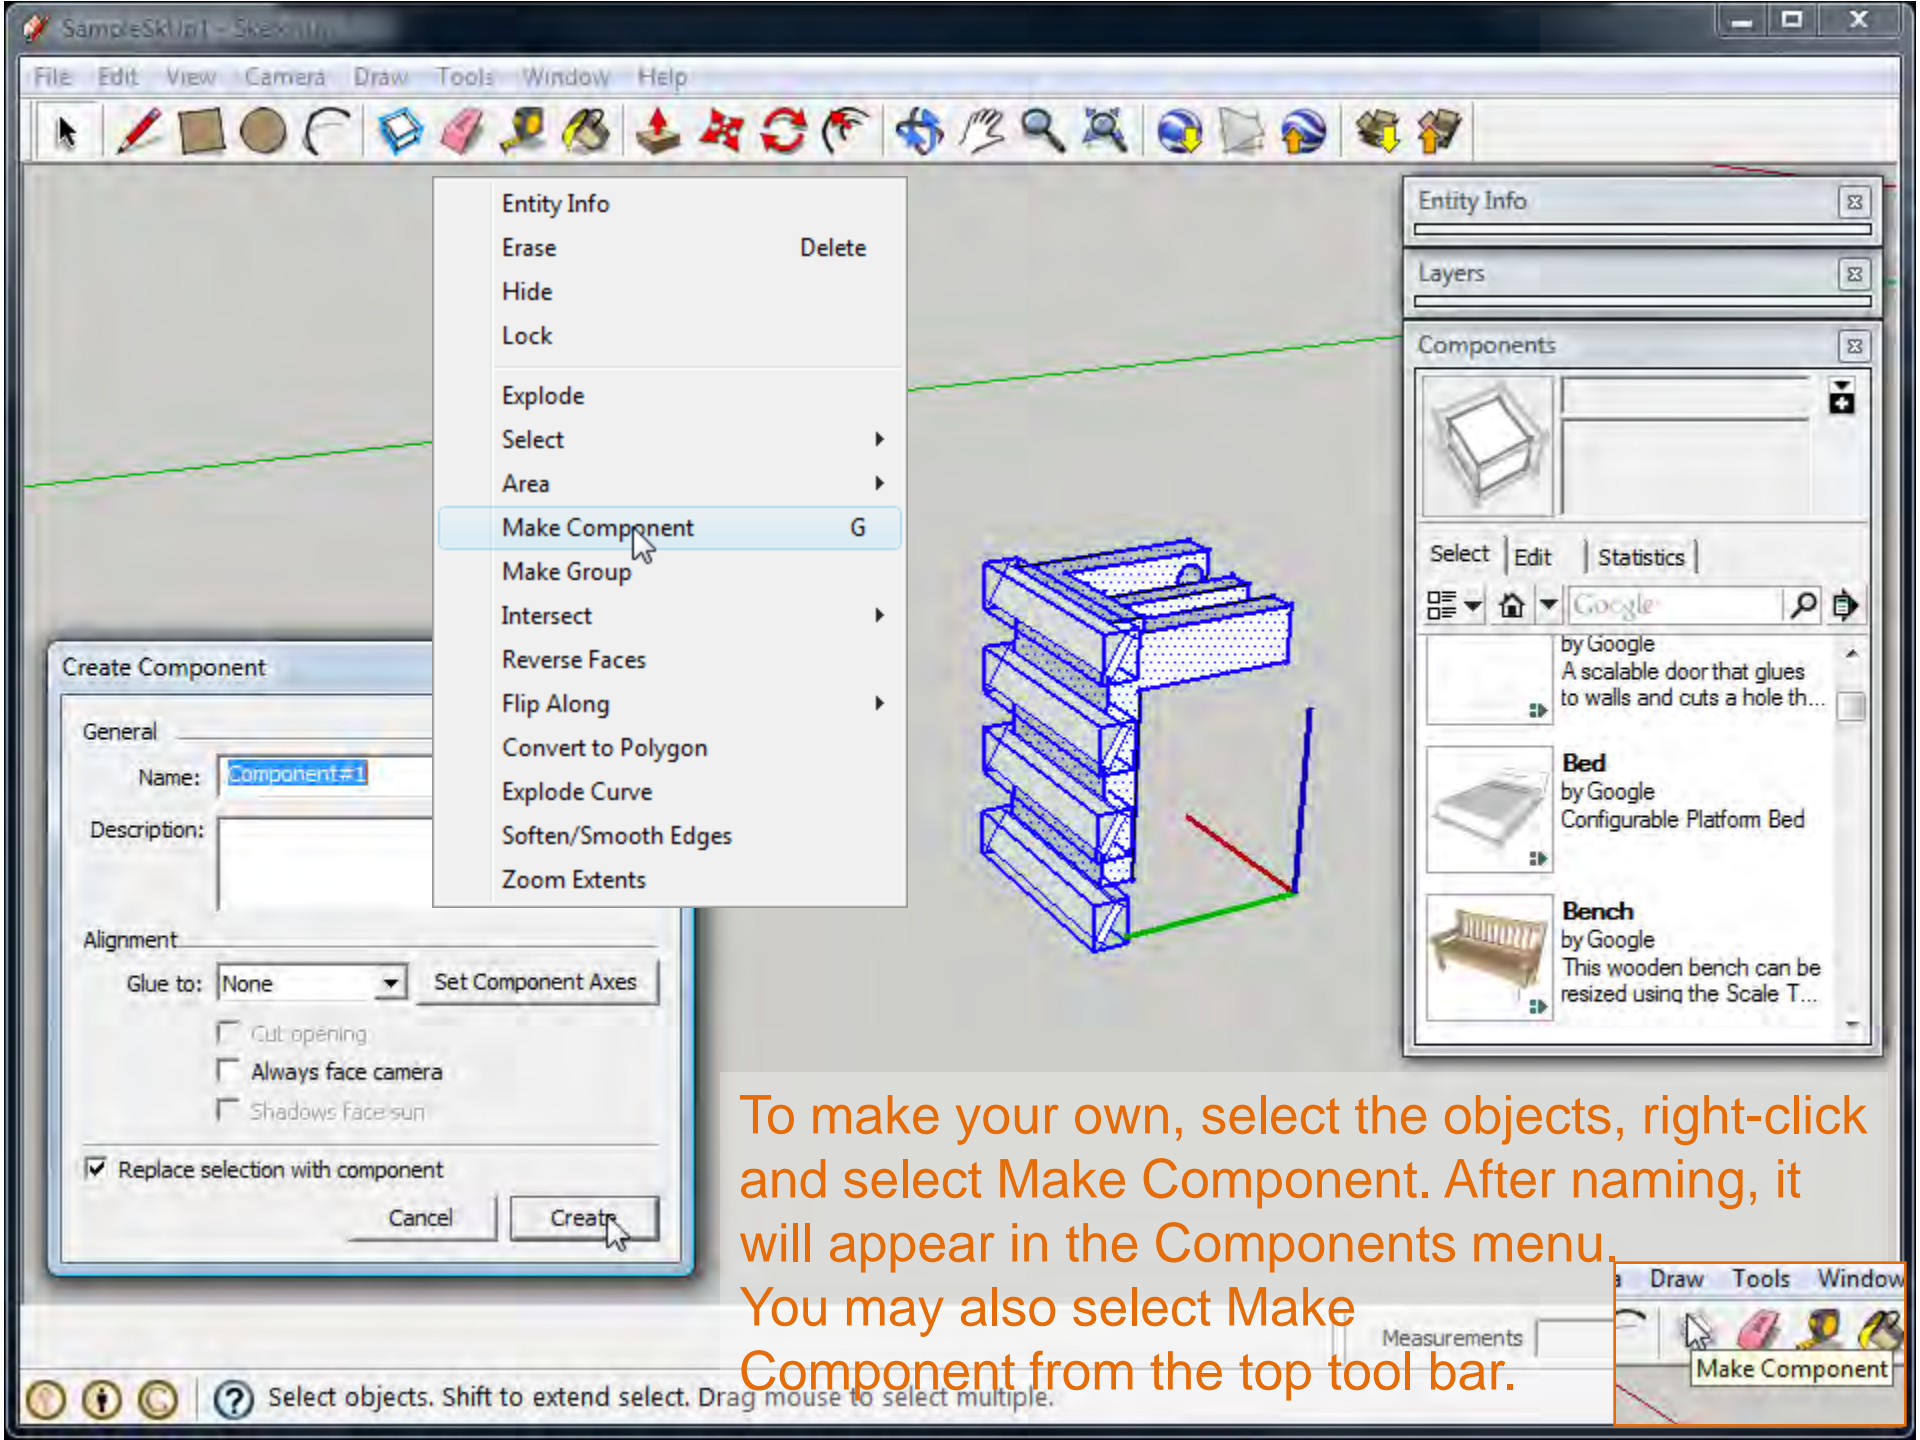 SampleSkUp1 - Sketch
File Edit View Camera Draw Tools Window Help
Entity Info
Erase Delete
Hide
Lock
Explode
Select
Area
Make Component G
Make Group
Intersect
Reverse Faces
Flip Along
Convert to Polygon
Explode Curve
Soften/Smooth Edges
Zoom Extents
Create Component
General
Name: Component#1
Description:
Alignment
Glue to: None Set Component Axes
Cut opening
Always face camera
Shadows face sun
Replace selection with component
Cancel Create
Entity Info
Layers
Components
Select Edit Statistics
Google
by Google
A scalable door that glues
to walls and cuts a hole th...
Bed
by Google
Configurable Platform Bed
Bench
by Google
This wooden bench can be
resized using the Scale T...
To make your own, select the objects, right-click
and select Make Component. After naming, it
will appear in the Components menu.
You may also select Make
Component from the top tool bar.
Draw Tools Window
Make Component
Measurements
Select objects. Shift to extend select. Drag mouse to select multiple.